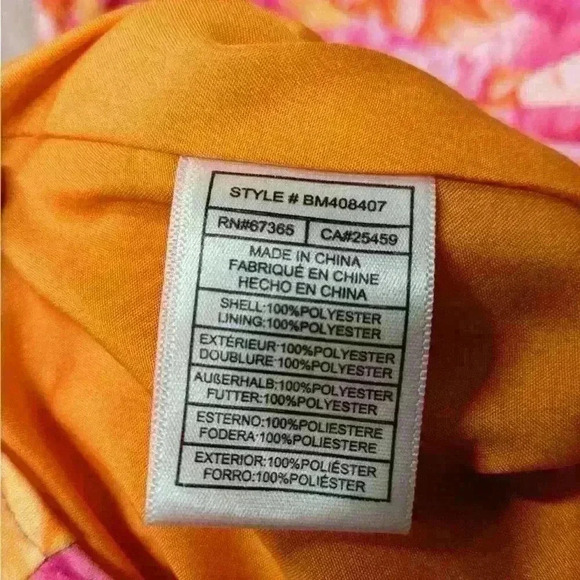 STYLE # BM408407
RN#67365 CA#25459
MADE IN CHINA
FABRIQUÉ EN CHINE
HECHO EN CHINA
SHELL:100%POLYESTER
LINING:100%POLYESTER
EXTÉRIEUR:100%POLYESTER
DOUBLURE:100%POLYESTER
AUßERHALB:100%POLYESTER
FUTTER:100%POLYESTER
ESTERNO:100%POLIESTERE
FODERA:100%POLIESTERE
EXTERIOR:100%POLIÉSTER
FORRO:100%POLIÉSTER